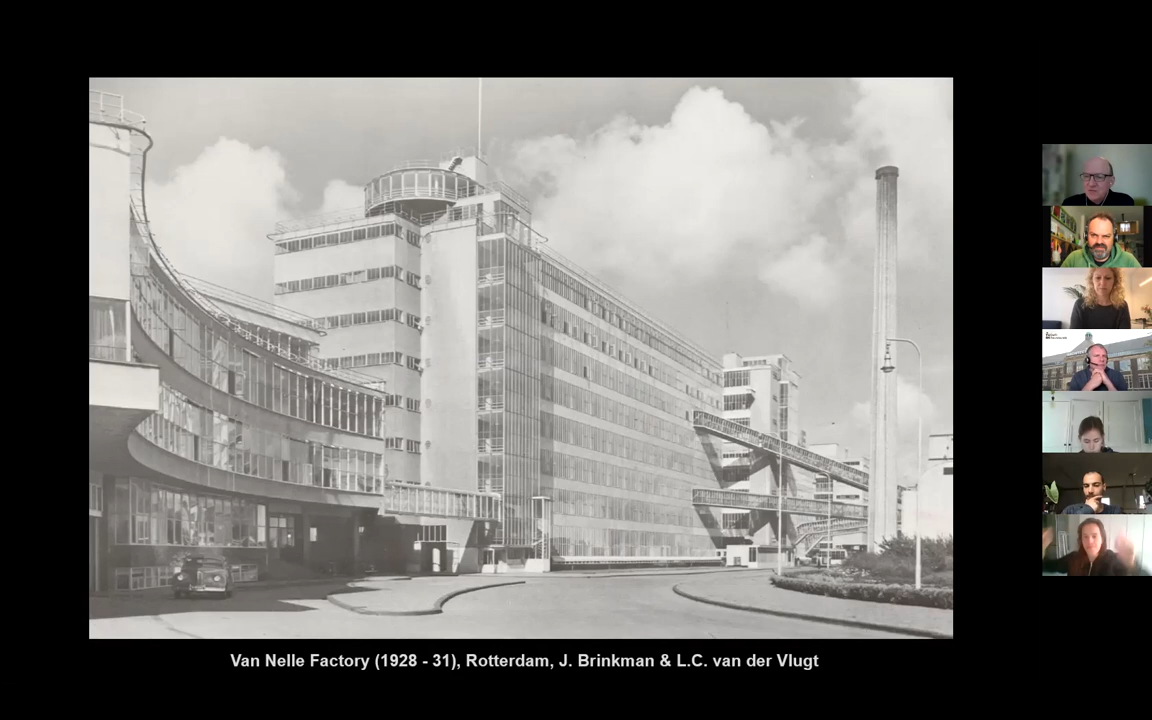 Van Nelle Factory (1928 - 31), Rotterdam, J. Brinkman & L.C. van der Vlugt